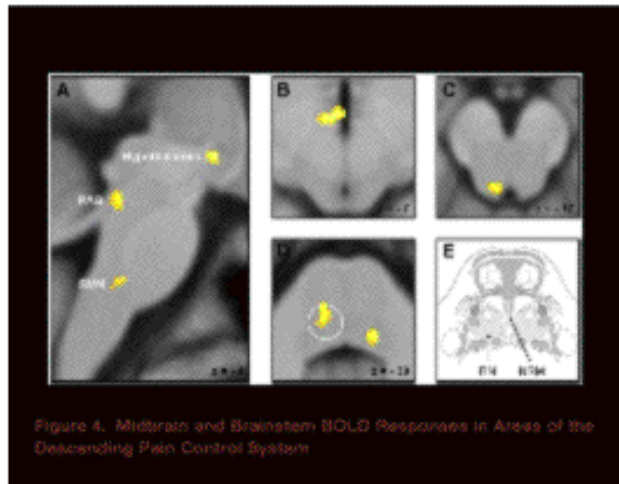 A
B
C
Hypothalamus
PAG
RVM
D
E
Figure 4. Midbrain and Brainstem BOLD Responses in Areas of the
Descending Pain Control System